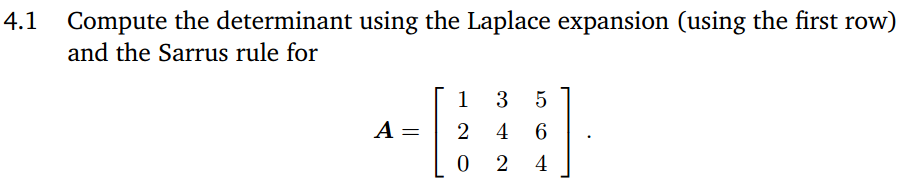 4.1 Compute the determinant using the Laplace expansion (using the first row)
and the Sarrus rule for
1 3 5
A = 2 4 6 .
0 2 4